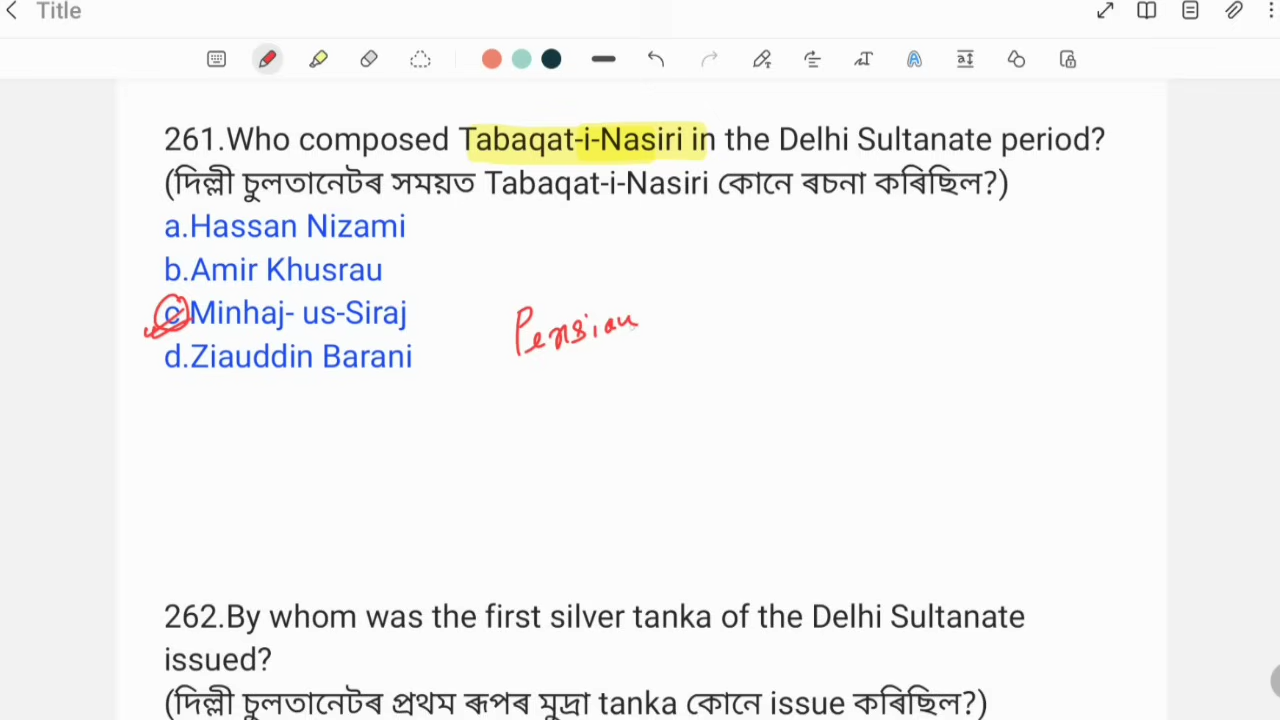 Title
261.Who composed Tabaqat-i-Nasiri in the Delhi Sultanate period?
(দিল্লী চুলতানেটৰ সময়ত Tabaqat-i-Nasiri কোনে ৰচনা কৰিছিল?)
a.Hassan Nizami
b.Amir Khusrau
c.Minhaj- us-Siraj
Persian
d.Ziauddin Barani
262.By whom was the first silver tanka of the Delhi Sultanate
issued?
(দিল্লী চুলতানেটৰ প্ৰথম ৰূপৰ মুদ্ৰা tanka কোনে issue কৰিছিল?)